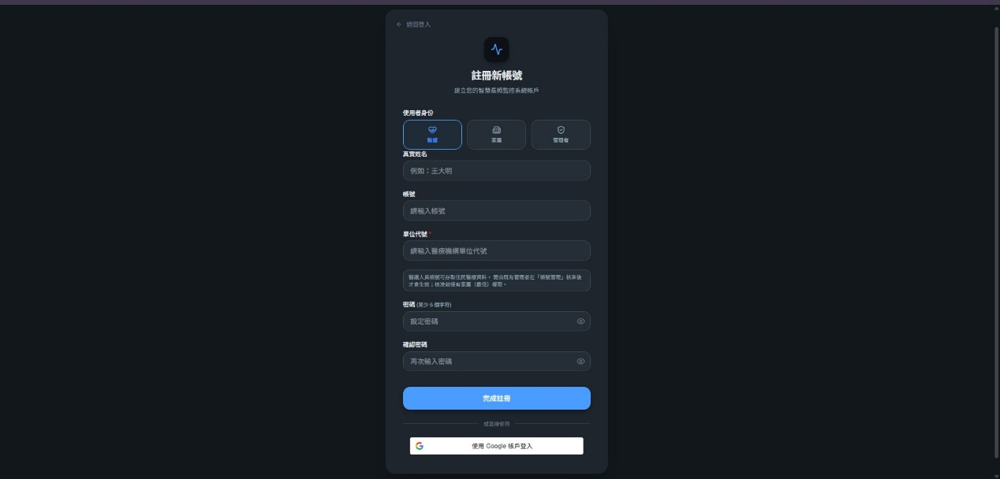 ← 返回登入
註冊新帳號
建立您的智慧長照監控系統帳戶
使用者身份
醫護
家屬
管理者
真實姓名
例如：王大明
帳號
請輸入帳號
單位代號 *
請輸入醫療機構單位代號
醫護人員帳號可存取住民醫療資料，需由既有管理者在「帳號管理」核准後
才會生效；核准前僅有家屬（最低）權限。
密碼 (至少 6 個字符)
設定密碼
確認密碼
再次輸入密碼
完成註冊
或直接使用
使用 Google 帳戶登入